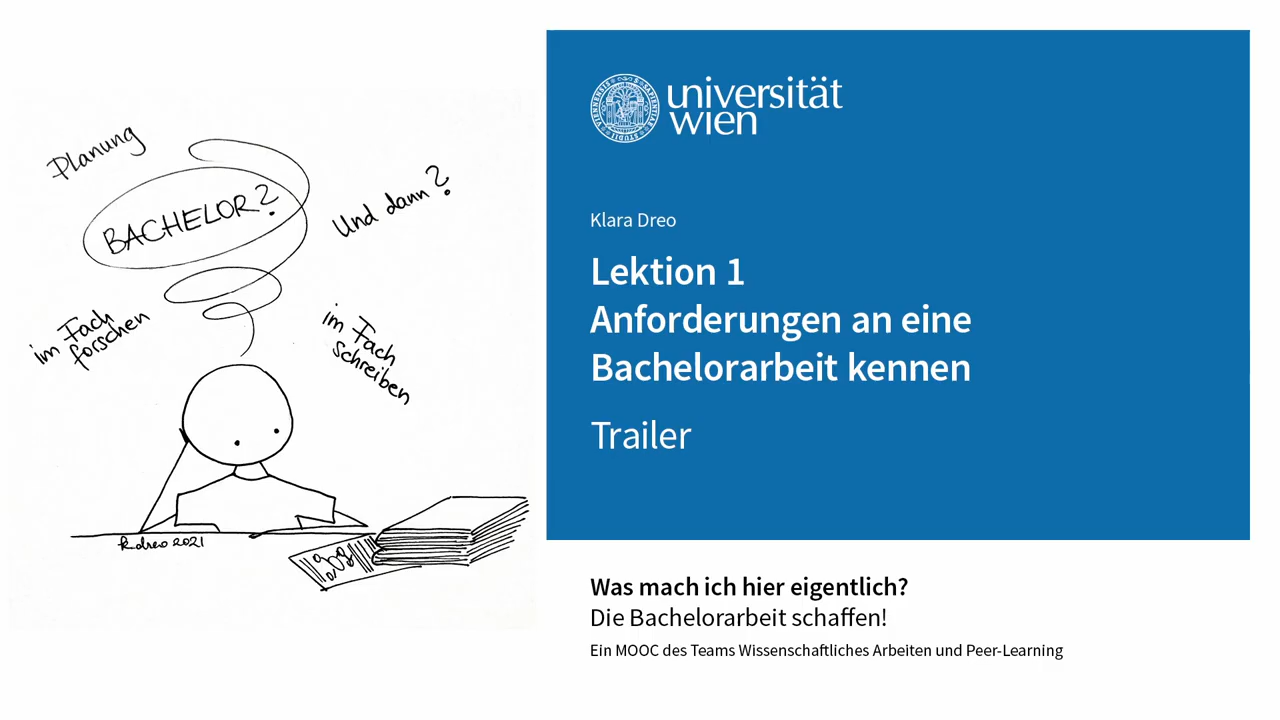 Planung
BACHELOR?
Und dann?
im Fach
forschen
im Fach
schreiben
k.dreo 2021
universität
wien
Klara Dreo
Lektion 1
Anforderungen an eine
Bachelorarbeit kennen
Trailer
Was mach ich hier eigentlich?
Die Bachelorarbeit schaffen!
Ein MOOC des Teams Wissenschaftliches Arbeiten und Peer-Learning